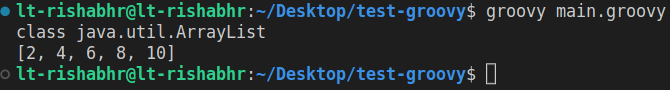 lt-rishabhr@lt-rishabhr:~/Desktop/test-groovy$ groovy main.groovy
class java.util.ArrayList
[2, 4, 6, 8, 10]
lt-rishabhr@lt-rishabhr:~/Desktop/test-groovy$